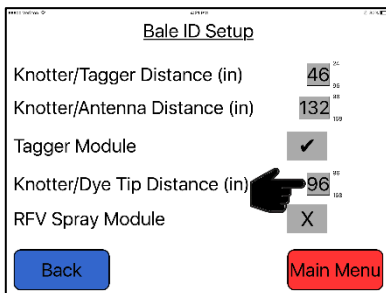 Bale ID Setup
Knotter/Tagger Distance (in) 46
Knotter/Antenna Distance (in) 132
Tagger Module ✔
Knotter/Dye Tip Distance (in) 96
RFV Spray Module X
Back Main Menu